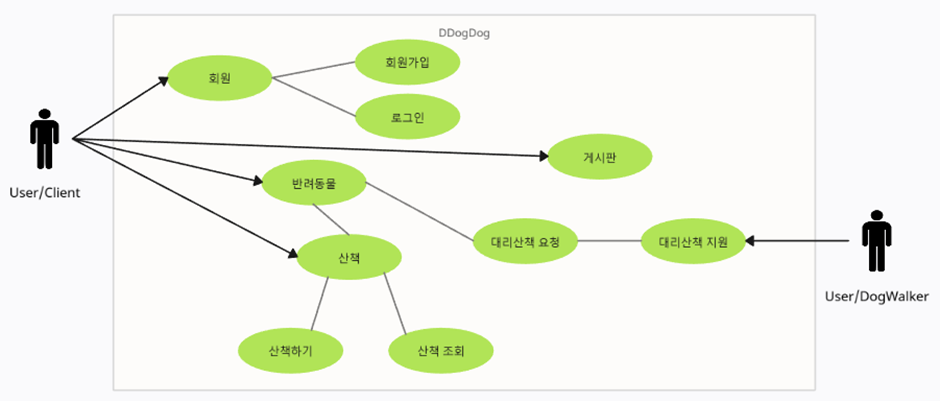 DDogDog
회원
회원가입
로그인
게시판
User/Client
반려동물
대리산책 요청
대리산책 지원
산책
User/DogWalker
산책하기
산책 조회